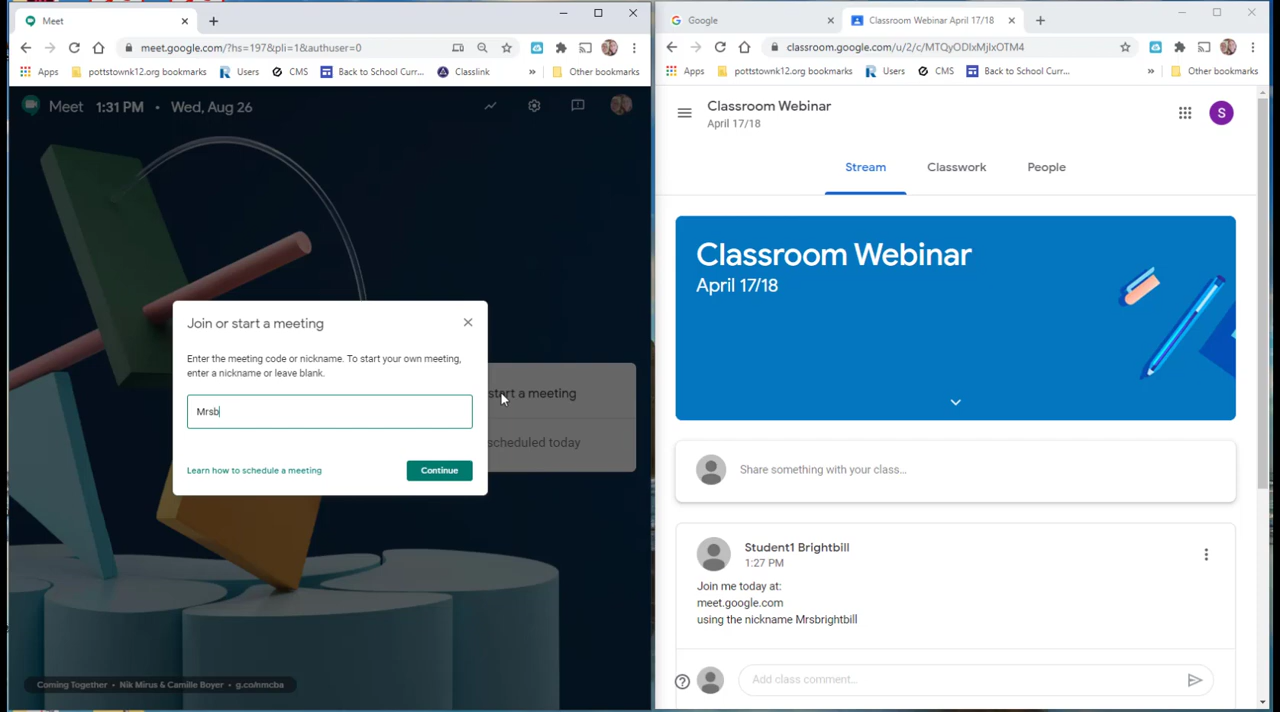 Meet
meet.google.com/?hs=197&pli=1&authuser=0
Apps pottstownk12.org bookmarks Users CMS Back to School Curr... Classlink » Other bookmarks
Meet 1:31 PM • Wed, Aug 26
Join or start a meeting
Enter the meeting code or nickname. To start your own meeting,
enter a nickname or leave blank.
Mrsb
start a meeting
scheduled today
Learn how to schedule a meeting
Continue
Coming Together • Nik Mirus & Camille Boyer • g.co/nmcba
Google
Classroom Webinar April 17/18
classroom.google.com/u/2/c/MTQyODIxMjIxOTM4
Apps pottstownk12.org bookmarks Users CMS Back to School Curr... » Other bookmarks
Classroom Webinar
April 17/18
S
Stream Classwork People
Classroom Webinar
April 17/18
Share something with your class...
Student1 Brightbill
1:27 PM
Join me today at:
meet.google.com
using the nickname Mrsbrightbill
Add class comment...